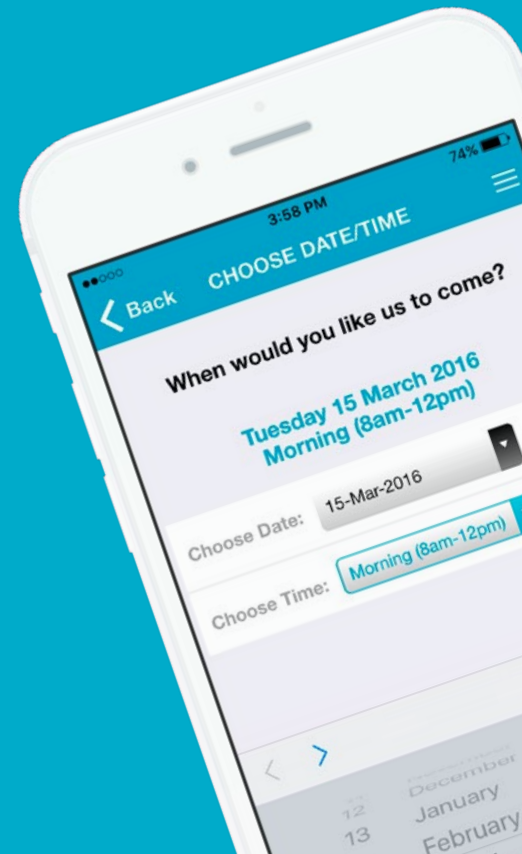 3:58 PM
74%
Back
CHOOSE DATE/TIME
When would you like us to come?
Tuesday 15 March 2016
Morning (8am-12pm)
Choose Date:
15-Mar-2016
Choose Time:
Morning (8am-12pm)
December
12
January
13
February